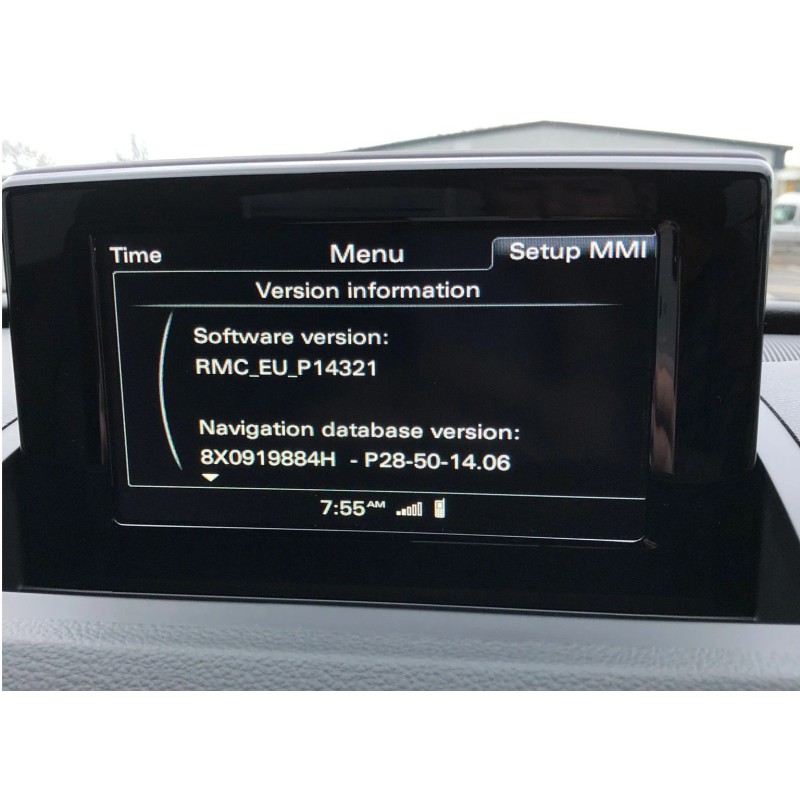 Time Menu Setup MMI
Version information
Software version:
RMC_EU_P14321
Navigation database version:
8X0919884H - P28-50-14.06
7:55AM